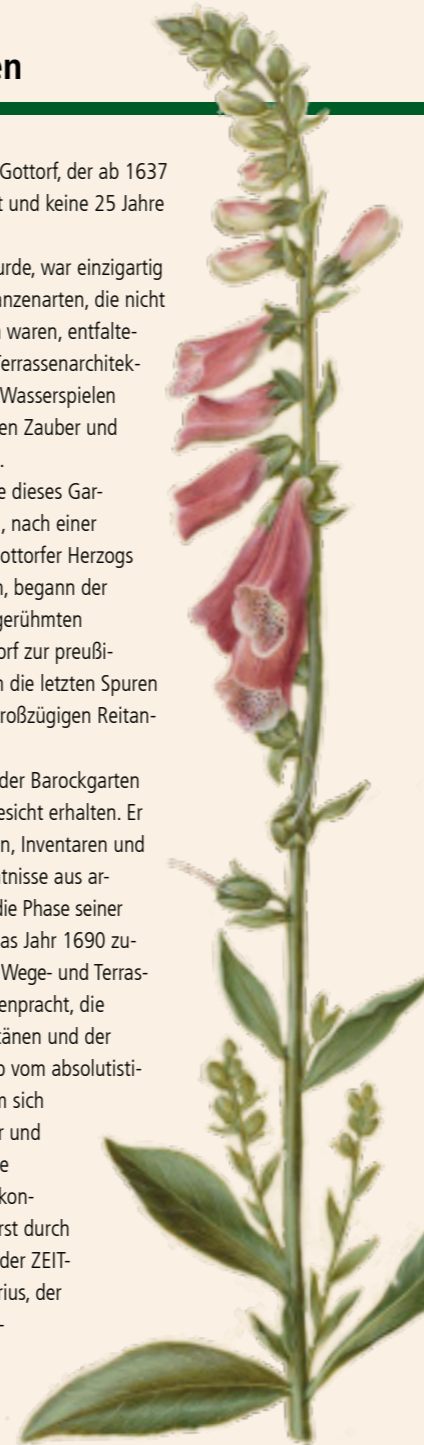 en
Gottorf, der ab 1637
t und keine 25 Jahre
urde, war einzigartig
anzenarten, die nicht
waren, entfalte-
Terrassenarchitek-
Wasserspielen
en Zauber und
.
e dieses Gar-
, nach einer
ottorfer Herzogs
n, begann der
gerühmten
orf zur preußi-
n die letzten Spuren
roßzügigen Reitan-
der Barockgarten
esicht erhalten. Er
n, Inventaren und
ntnisse aus ar-
die Phase seiner
as Jahr 1690 zu-
Wege- und Terras-
enpracht, die
tänen und der
b vom absolutisti-
m sich
r und
e
kon-
rst durch
der ZEIT-
rius, der
-